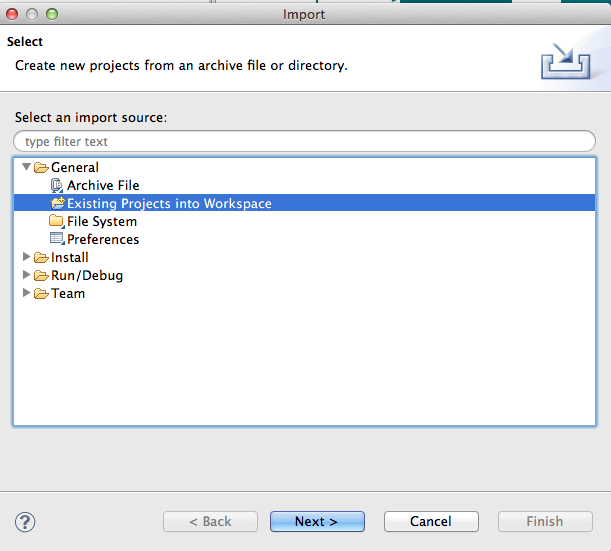 Import
Select
Create new projects from an archive file or directory.
Select an import source:
type filter text
General
Archive File
Existing Projects into Workspace
File System
Preferences
Install
Run/Debug
Team
? < Back Next > Cancel Finish